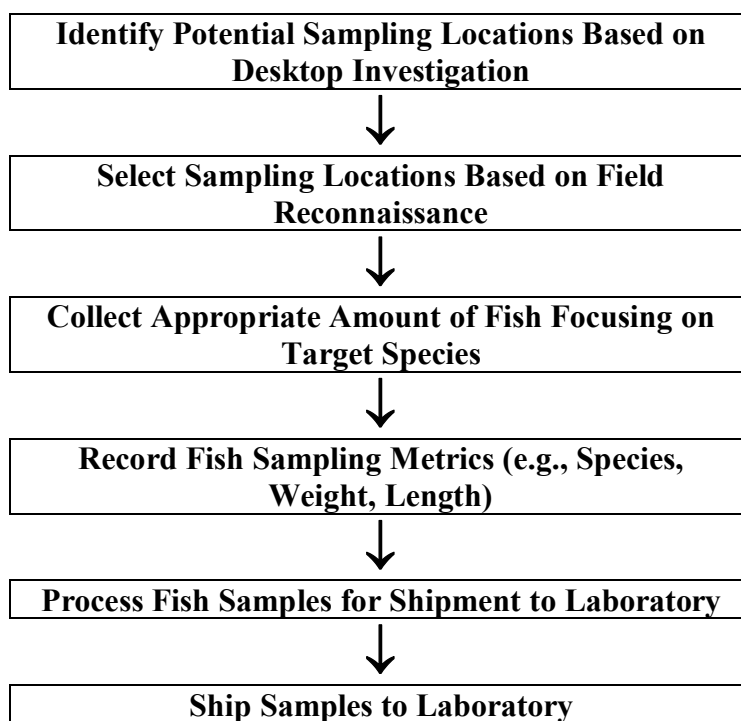 Identify Potential Sampling Locations Based on
Desktop Investigation
Select Sampling Locations Based on Field
Reconnaissance
Collect Appropriate Amount of Fish Focusing on
Target Species
Record Fish Sampling Metrics (e.g., Species,
Weight, Length)
Process Fish Samples for Shipment to Laboratory
Ship Samples to Laboratory